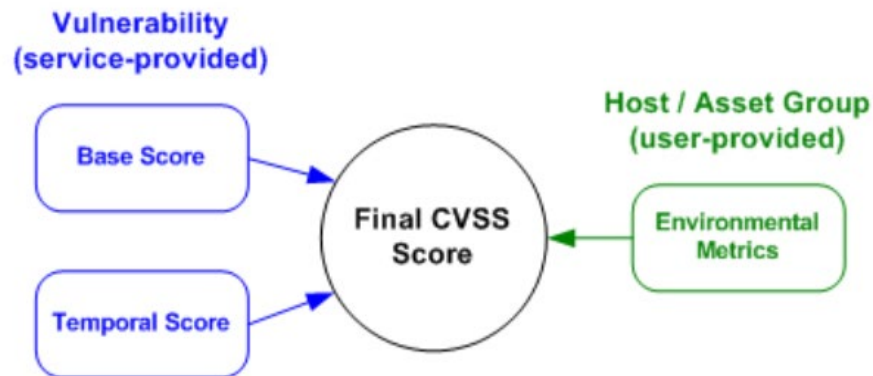 Vulnerability
(service-provided)
Base Score
Temporal Score
Final CVSS
Score
Host / Asset Group
(user-provided)
Environmental
Metrics